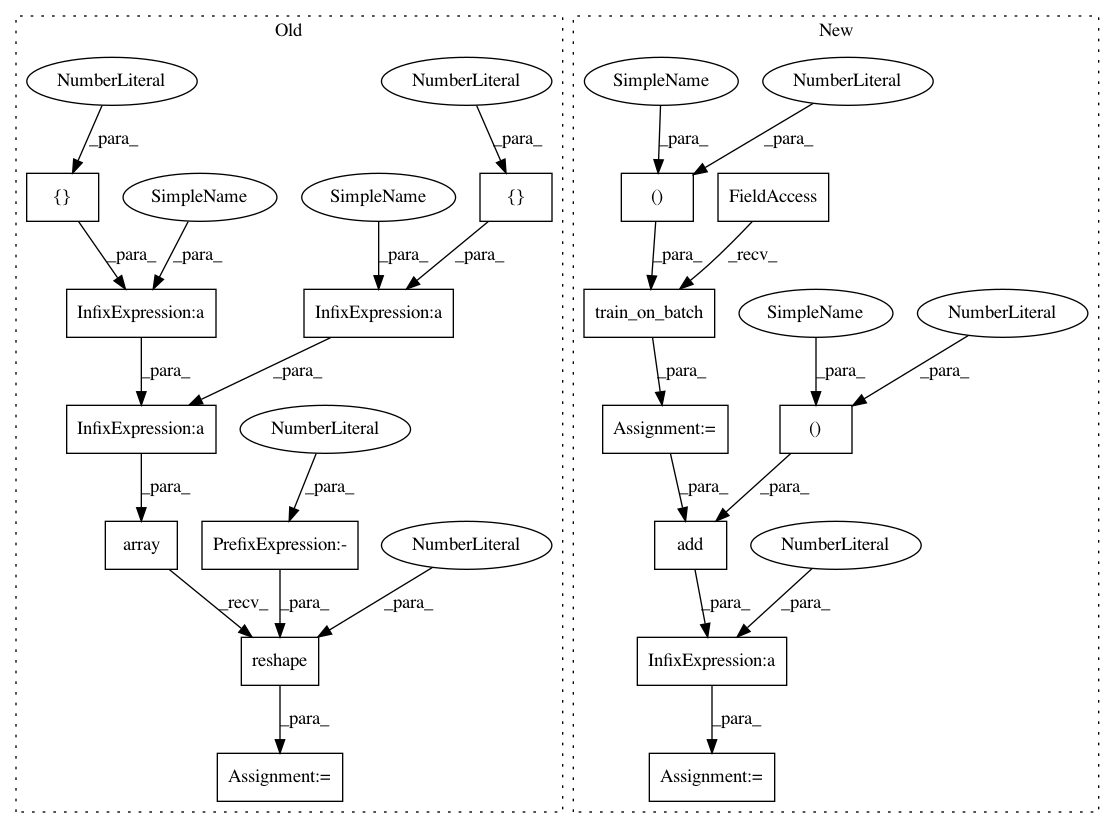 Old
New
NumberLiteral
NumberLiteral
SimpleName
NumberLiteral
_para_
_para_
_para_
_para_
{}
SimpleName
SimpleName
{}
()
FieldAccess
_para_
_para_
_para_
_para_
_para_
_recv_
InfixExpression:a
InfixExpression:a
train_on_batch
SimpleName
NumberLiteral
_para_
_para_
_para_
_para_
_para_
InfixExpression:a
NumberLiteral
Assignment:=
()
_para_
_para_
_para_
_para_
array
PrefixExpression:-
NumberLiteral
add
NumberLiteral
_recv_
_para_
_para_
_para_
_para_
reshape
InfixExpression:a
_para_
_para_
Assignment:=
Assignment:=